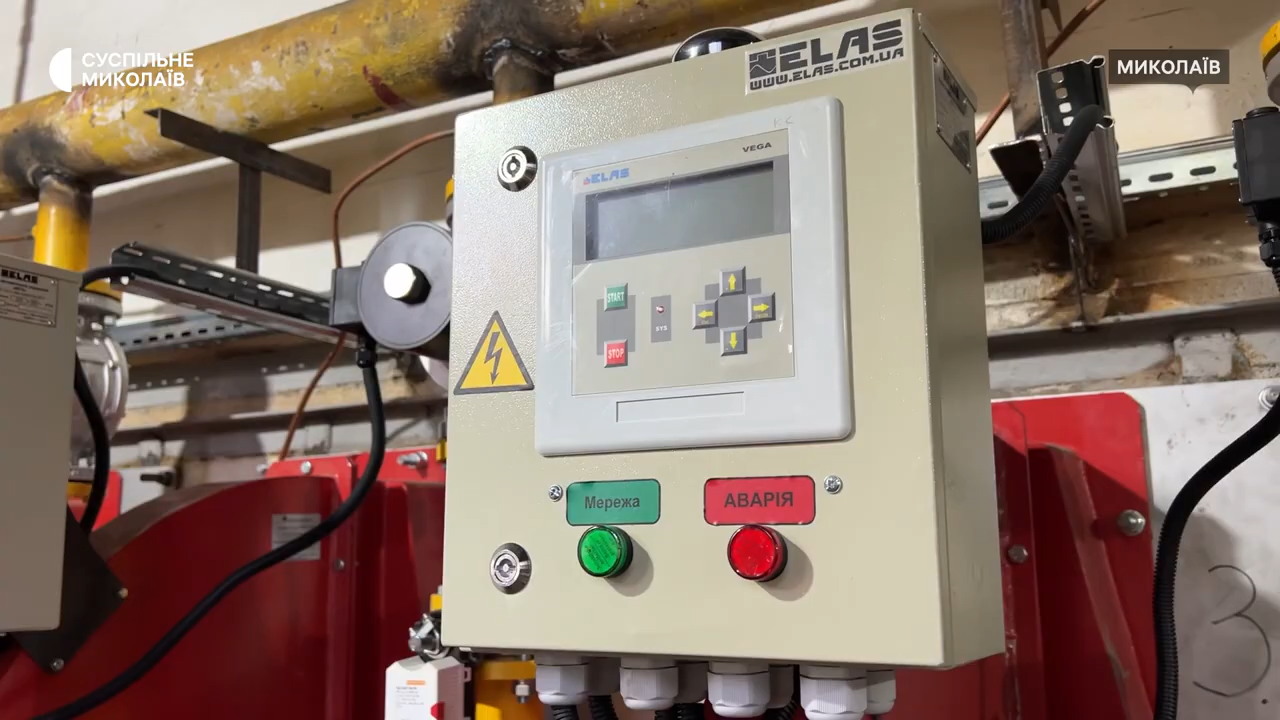 СУСПІЛЬНЕ
МИКОЛАЇВ
МИКОЛАЇВ
ELAS
WWW.ELAS.COM.UA
VEGA
ELAS
START
SYS
STOP
Мережа
АВАРІЯ
ELAS
3